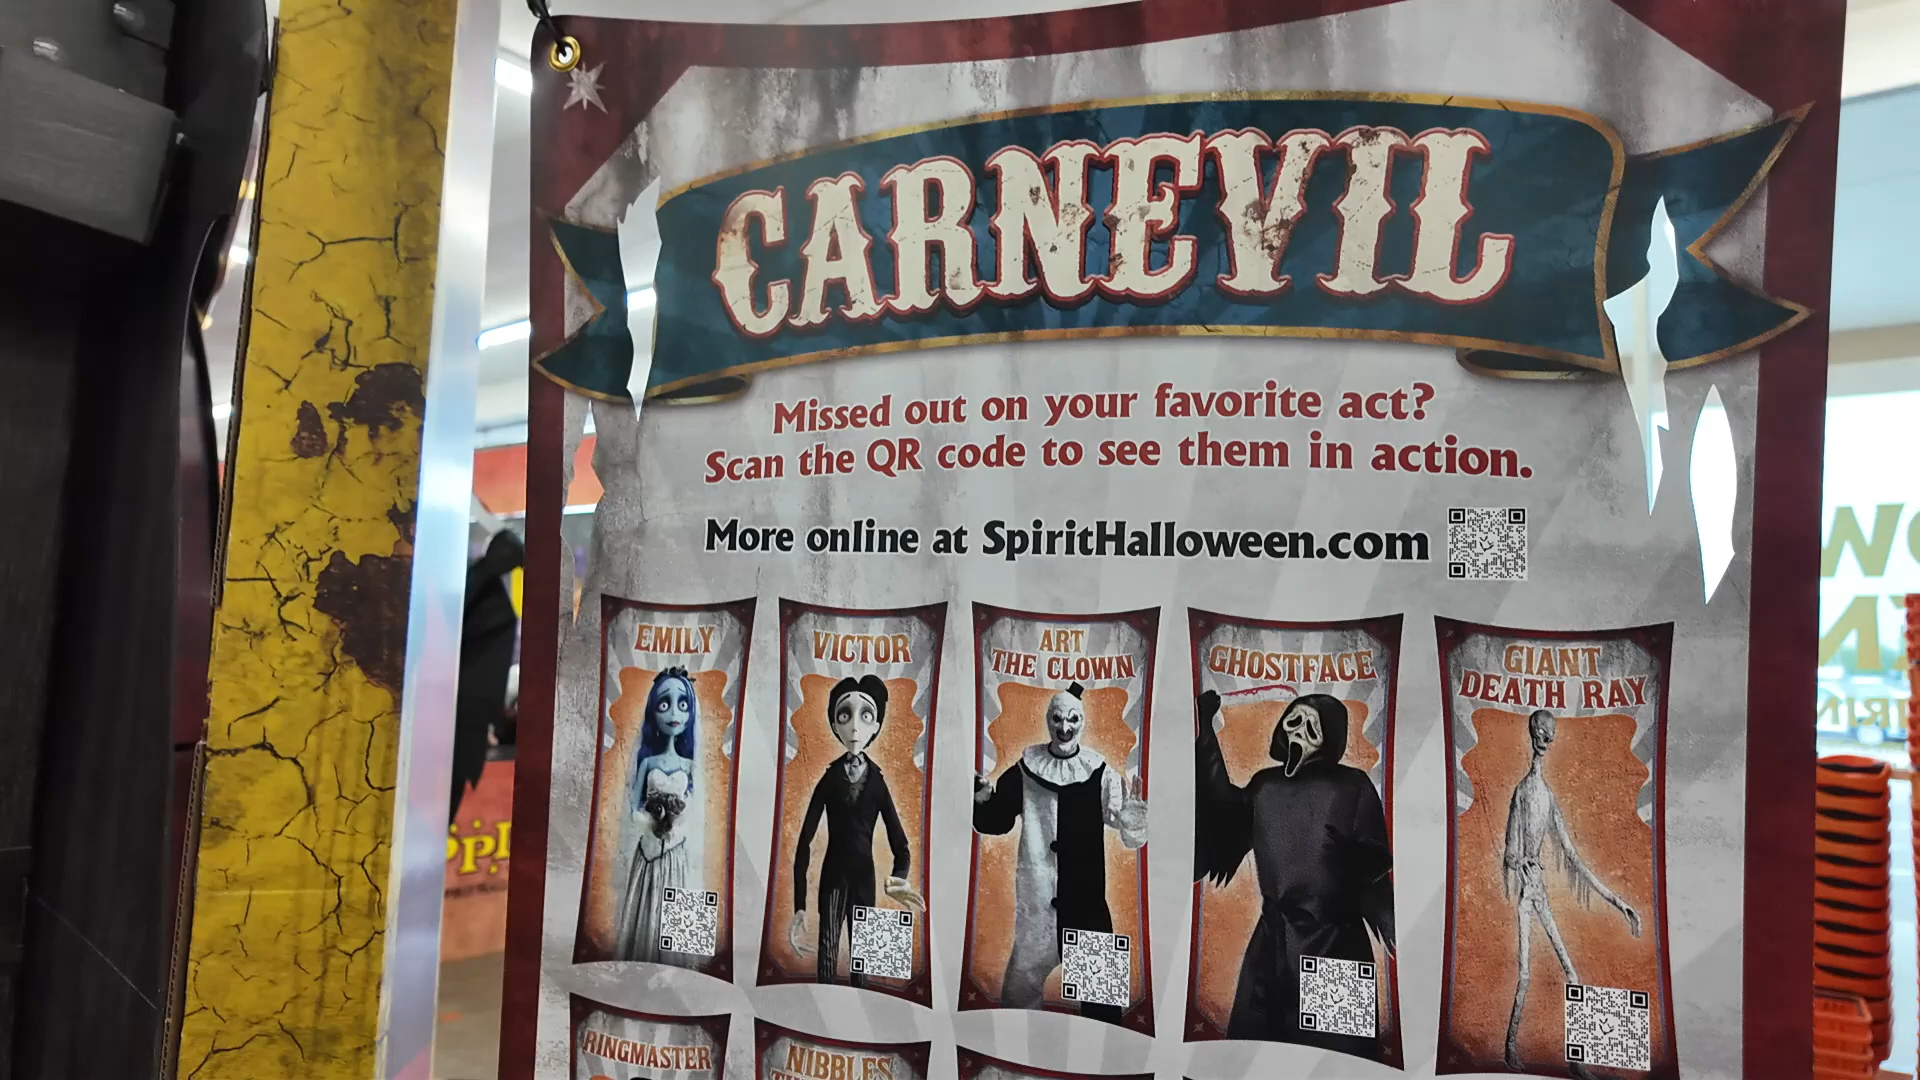 CARNEVIL
Missed out on your favorite act?
Scan the QR code to see them in action.
More online at SpiritHalloween.com
EMILY
VICTOR
ART
THE CLOWN
GHOSTFACE
GIANT
DEATH RAY
RINGMASTER
NIBBLES